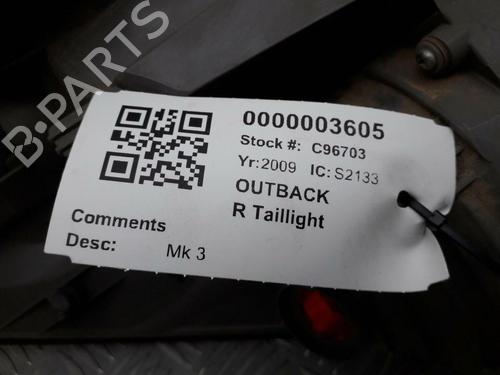 B-PARTS
0000003605
Stock #: C96703
Yr:2009 IC:S2133
OUTBACK
R Taillight
Comments
Desc: Mk 3